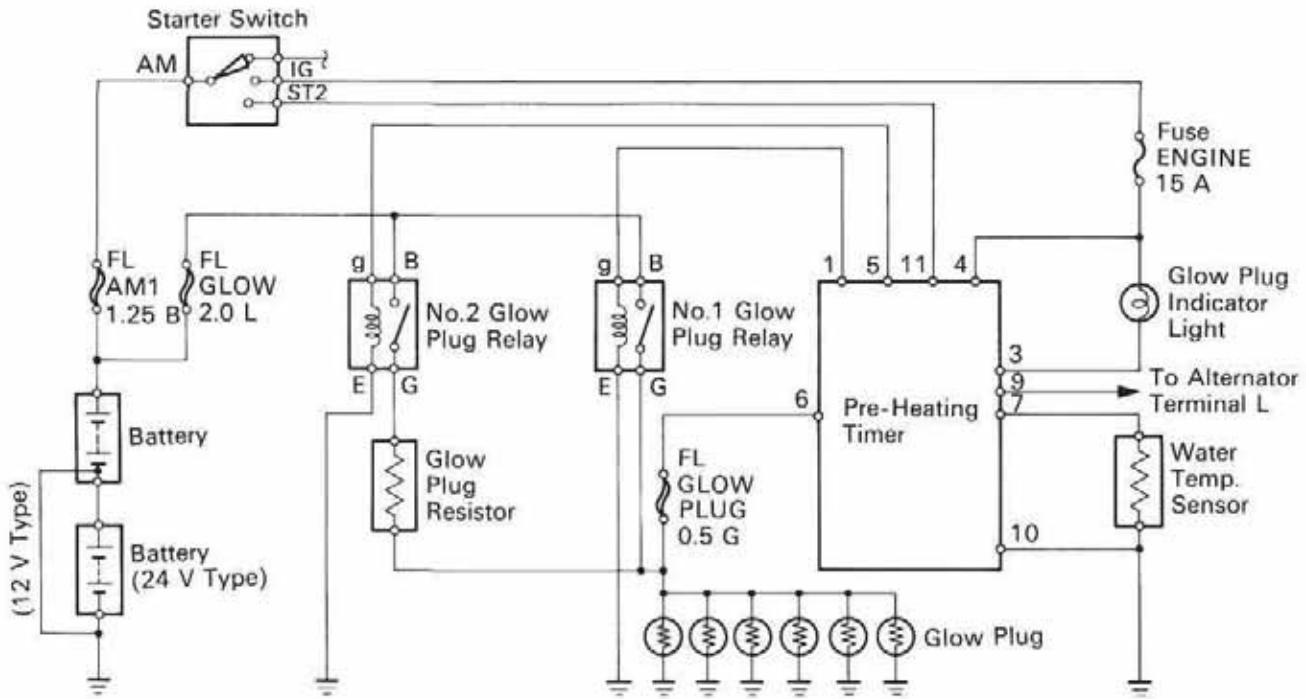 Starter Switch
AM
IG
ST2
Fuse
ENGINE
15 A
FL
AM1
1.25 B
FL
GLOW
2.0 L
g
B
No.2 Glow
Plug Relay
E
G
g
B
No.1 Glow
Plug Relay
E
G
1
5
11
4
Glow Plug
Indicator
Light
3
9
To Alternator
Terminal L
7
6
Pre-Heating
Timer
10
Water
Temp.
Sensor
Battery
Battery
(24 V Type)
(12 V Type)
Glow
Plug
Resistor
FL
GLOW
PLUG
0.5 G
Glow Plug